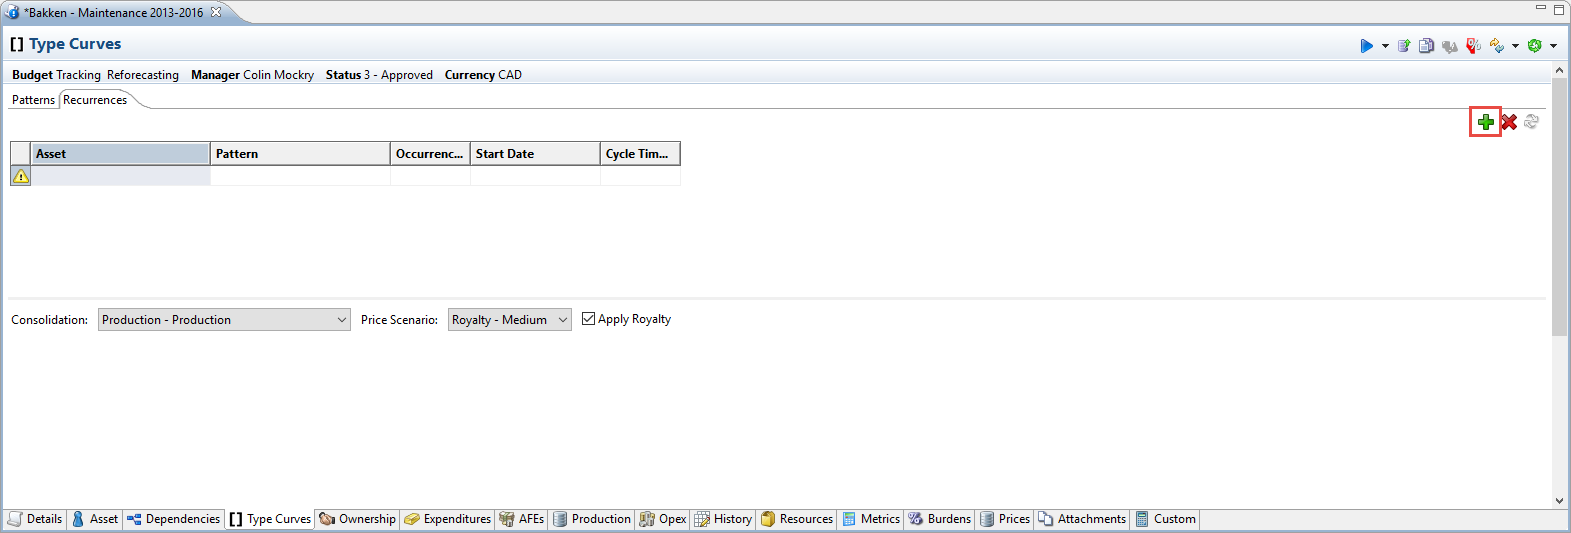 *Bakken - Maintenance 2013-2016
[] Type Curves
Budget Tracking Reforecasting Manager Colin Mockry Status 3 - Approved Currency CAD
Patterns Recurrences
Asset Pattern Occurrenc... Start Date Cycle Tim...
Consolidation: Production - Production Price Scenario: Royalty - Medium Apply Royalty
Details Asset Dependencies [] Type Curves Ownership Expenditures AFEs Production Opex History Resources Metrics Burdens Prices Attachments Custom